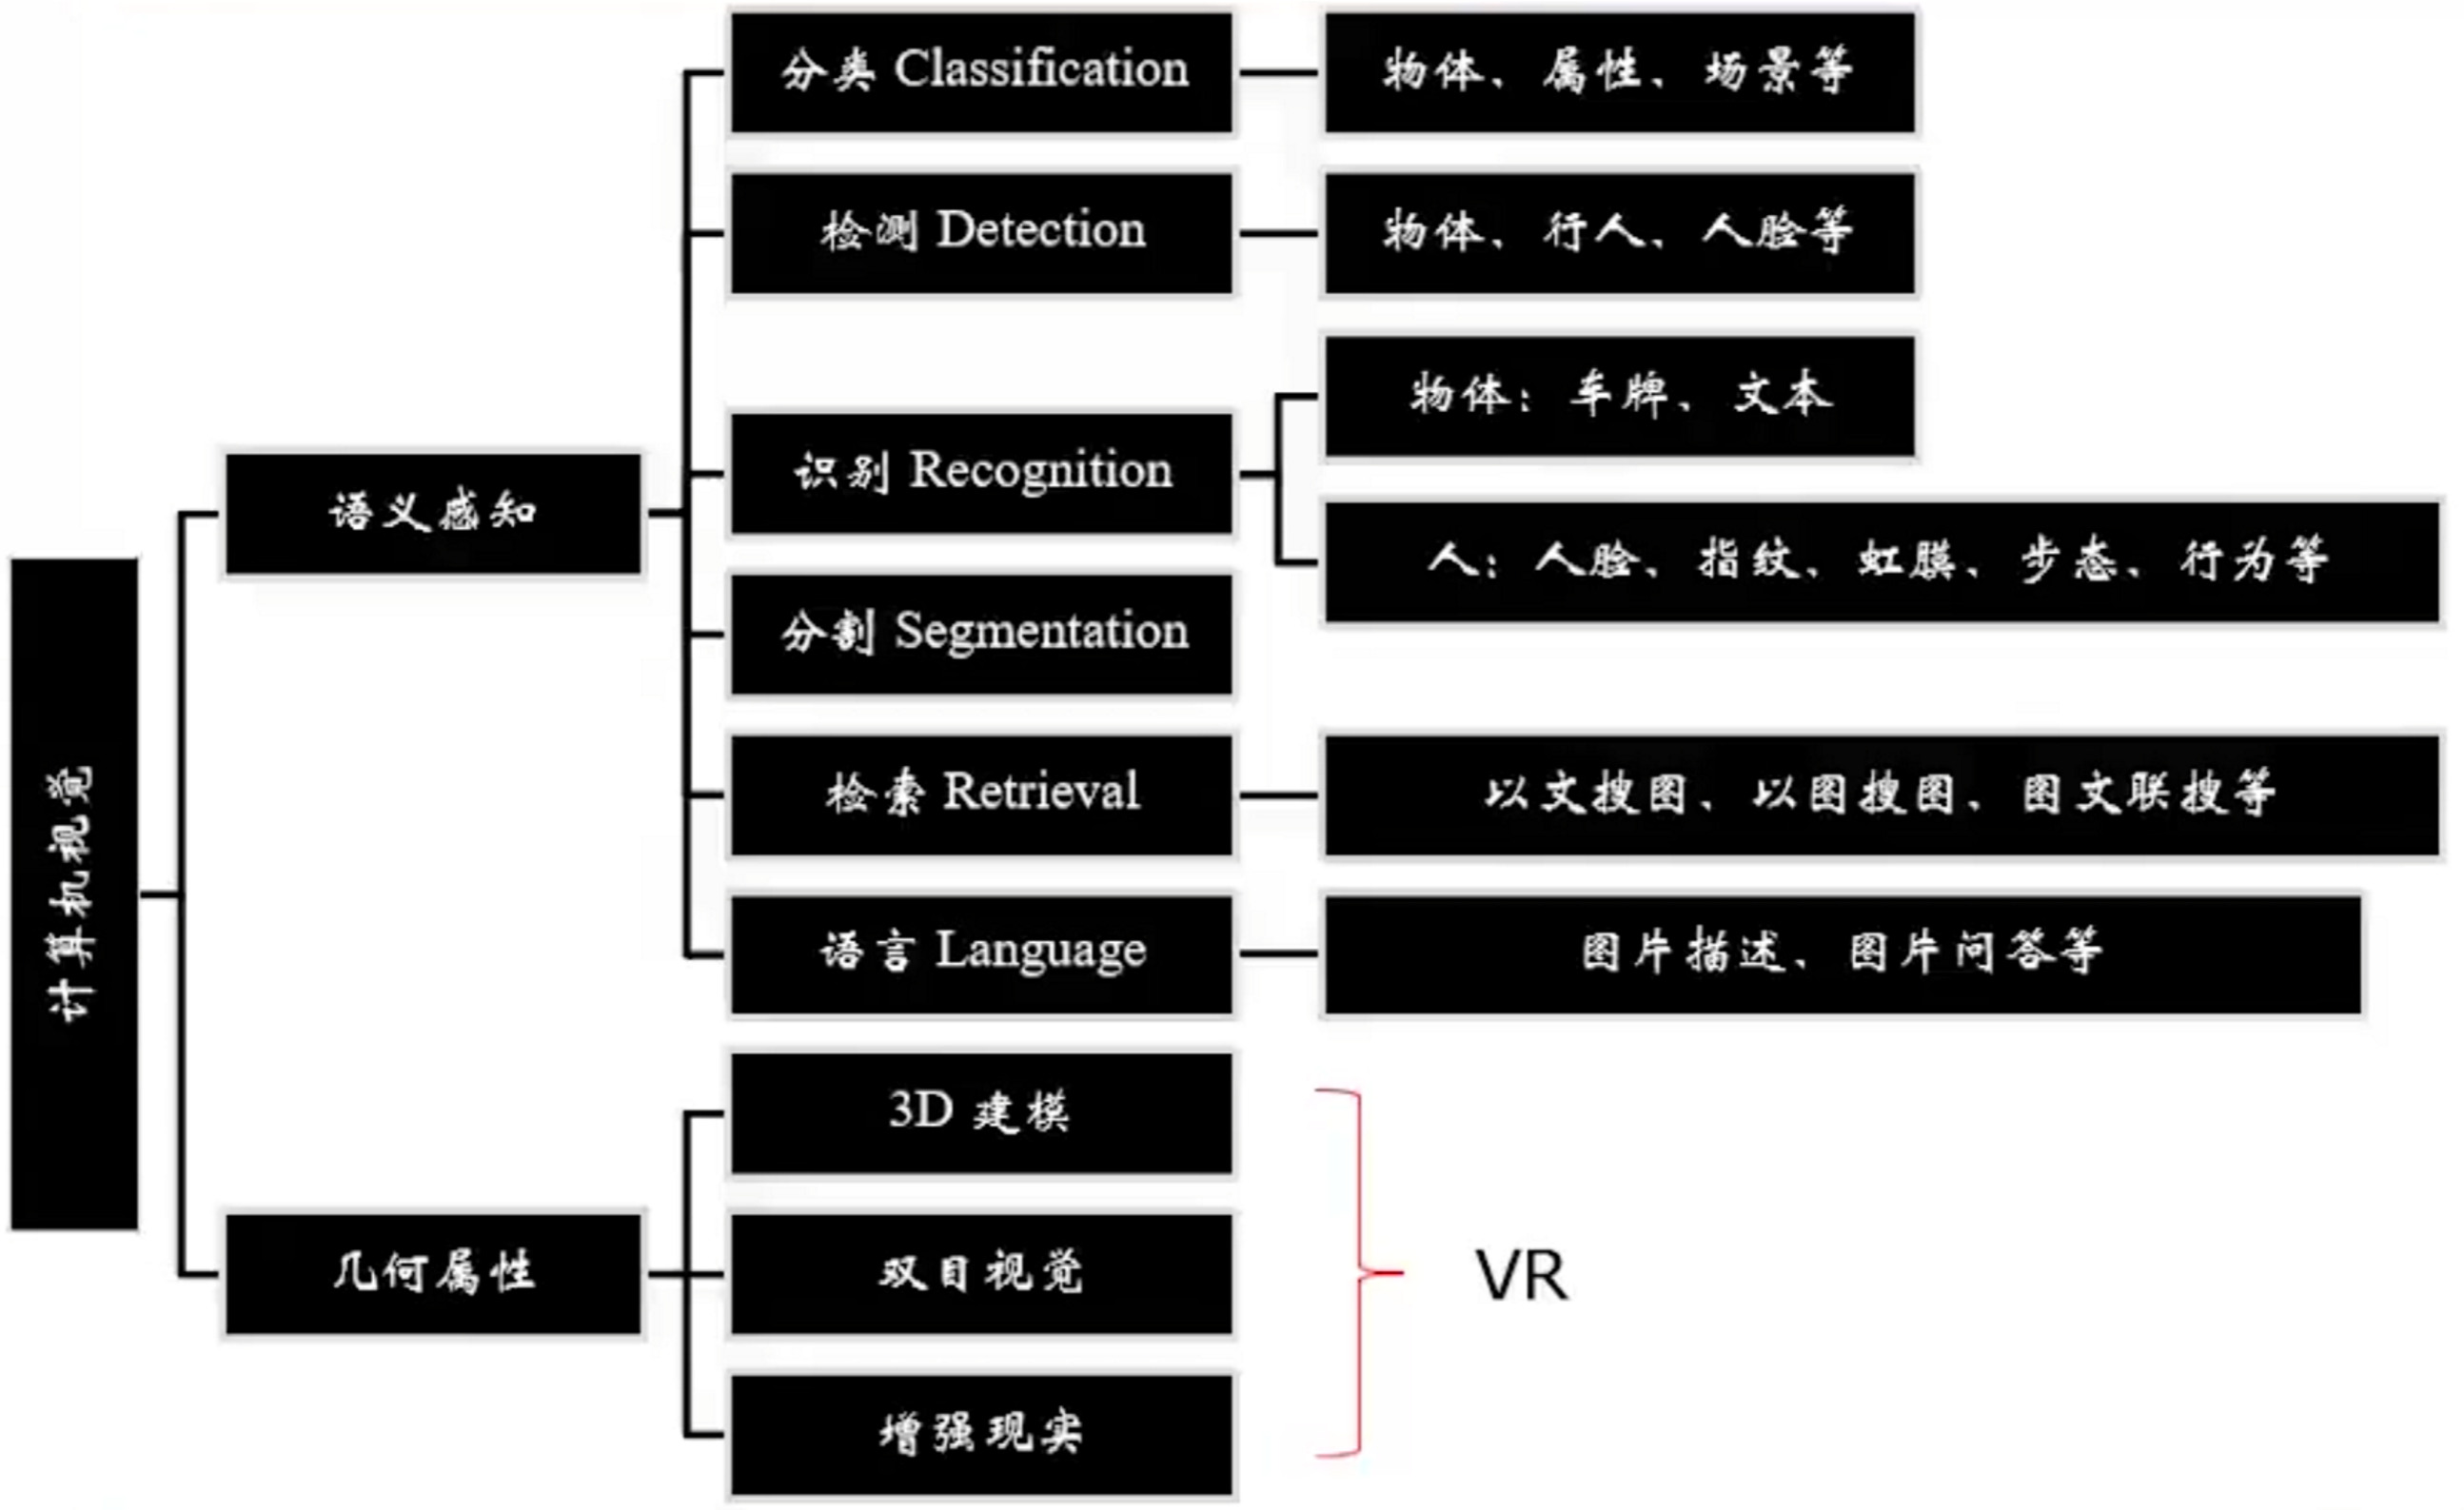 计算机视觉
语义感知
分类 Classification
物体、属性、场景等
检测 Detection
物体、行人、人脸等
识别 Recognition
物体：车牌、文本
人：人脸、指纹、虹膜、步态、行为等
分割 Segmentation
检索 Retrieval
以文搜图、以图搜图、图文联搜等
语言 Language
图片描述、图片问答等
几何属性
3D 建模
双目视觉
增强现实
VR